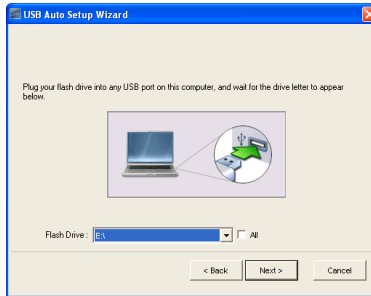 USB Auto Setup Wizard
Plug your flash drive into any USB port on this computer, and wait for the drive letter to appear
below.
Flash Drive : E:\ All
< Back Next > Cancel